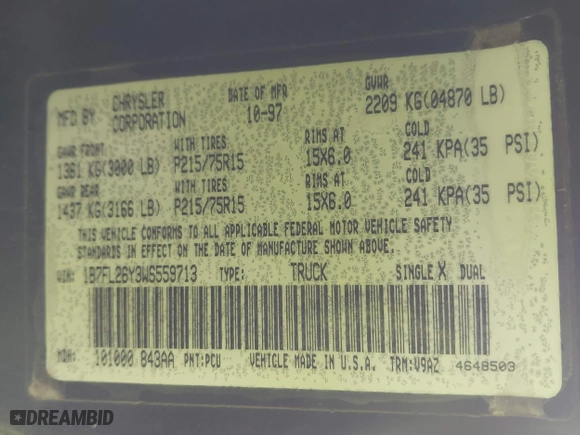 MFD BY CHRYSLER CORPORATION DATE OF MFR 10-97 GVWR 2209 KG(04870 LB)
GAWR FRONT WITH TIRES RIMS AT COLD
1361 KG(3000 LB) P215/75R15 15X6.0 241 KPA(35 PSI)
GAWR REAR WITH TIRES RIMS AT COLD
1437 KG(3166 LB) P215/75R15 15X6.0 241 KPA(35 PSI)
THIS VEHICLE CONFORMS TO ALL APPLICABLE FEDERAL MOTOR VEHICLE SAFETY
STANDARDS IN EFFECT ON THE DATE OF MANUFACTURE SHOWN ABOVE.
VIN: 1B7FL26Y3WS559713 TYPE: TRUCK SINGLE X DUAL
MDH: 101000 843AA PNT:PCU VEHICLE MADE IN U.S.A. TRM:V9AZ 4648503
DREAMBID